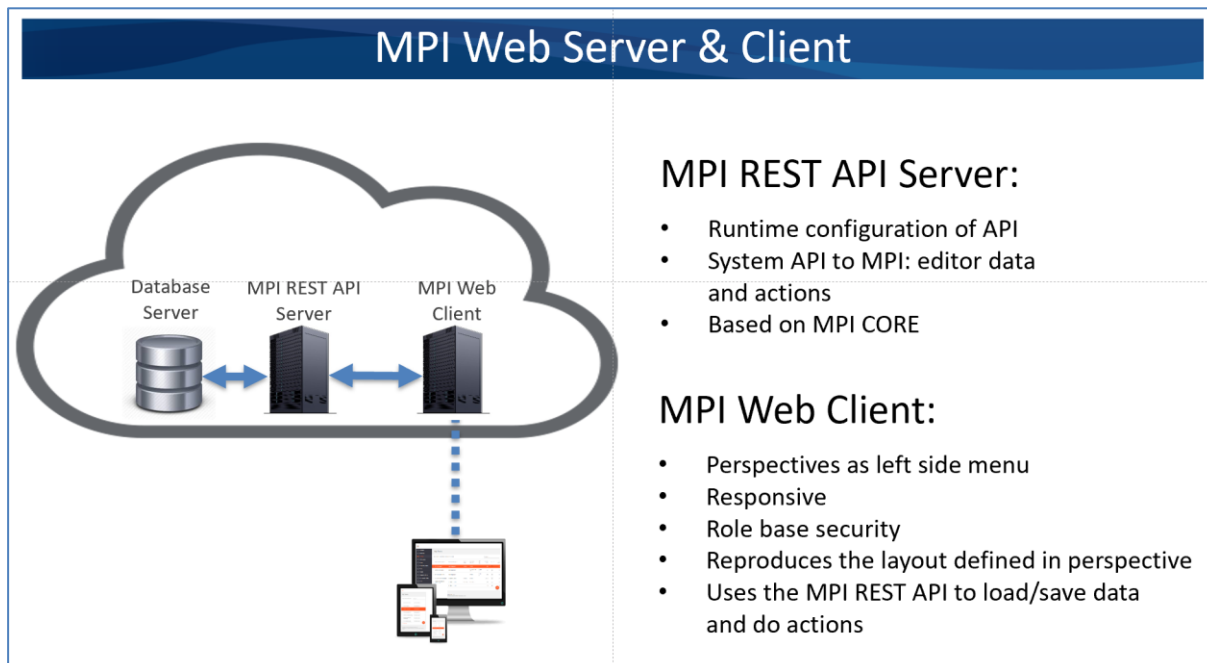 MPI Web Server & Client
Database
Server
MPI REST API
Server
MPI Web
Client
MPI REST API Server:
• Runtime configuration of API
• System API to MPI: editor data
and actions
• Based on MPI CORE
MPI Web Client:
• Perspectives as left side menu
• Responsive
• Role base security
• Reproduces the layout defined in perspective
• Uses the MPI REST API to load/save data
and do actions